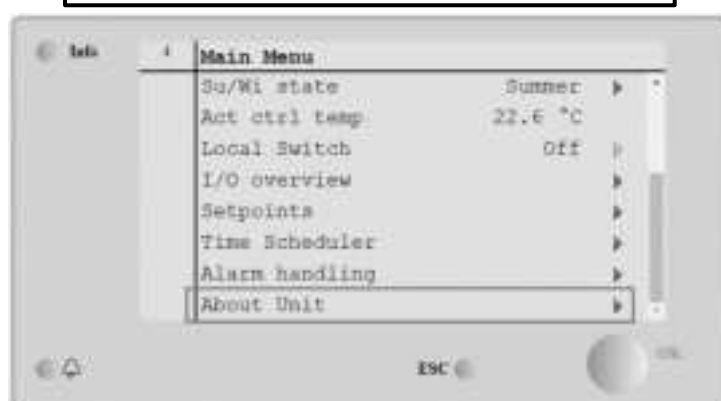 Info
4 Main Menu
Su/Wi state Summer
Act ctrl temp 22.6 °C
Local Switch Off
I/O overview
Setpoints
Time Scheduler
Alarm handling
About Unit
ESC